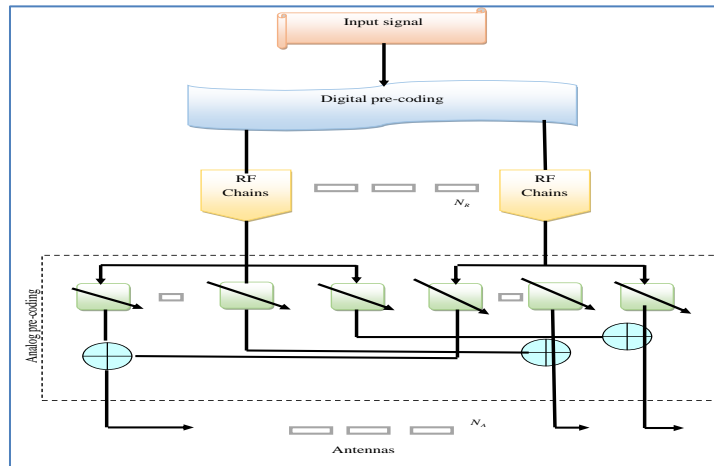 Input signal
Digital pre-coding
RF
Chains
RF
Chains
N_R
Analog pre-coding
N_A
Antennas